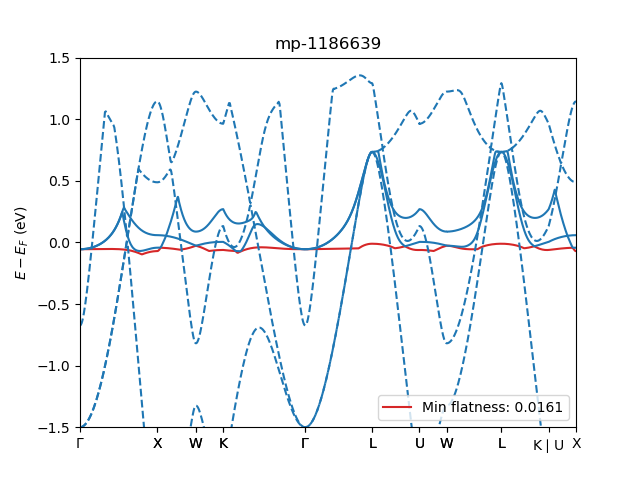 mp-1186639
E − E_F (eV)
1.5
1.0
0.5
0.0
−0.5
−1.0
−1.5
Min flatness: 0.0161
Γ X W K Γ L U W L K | U X